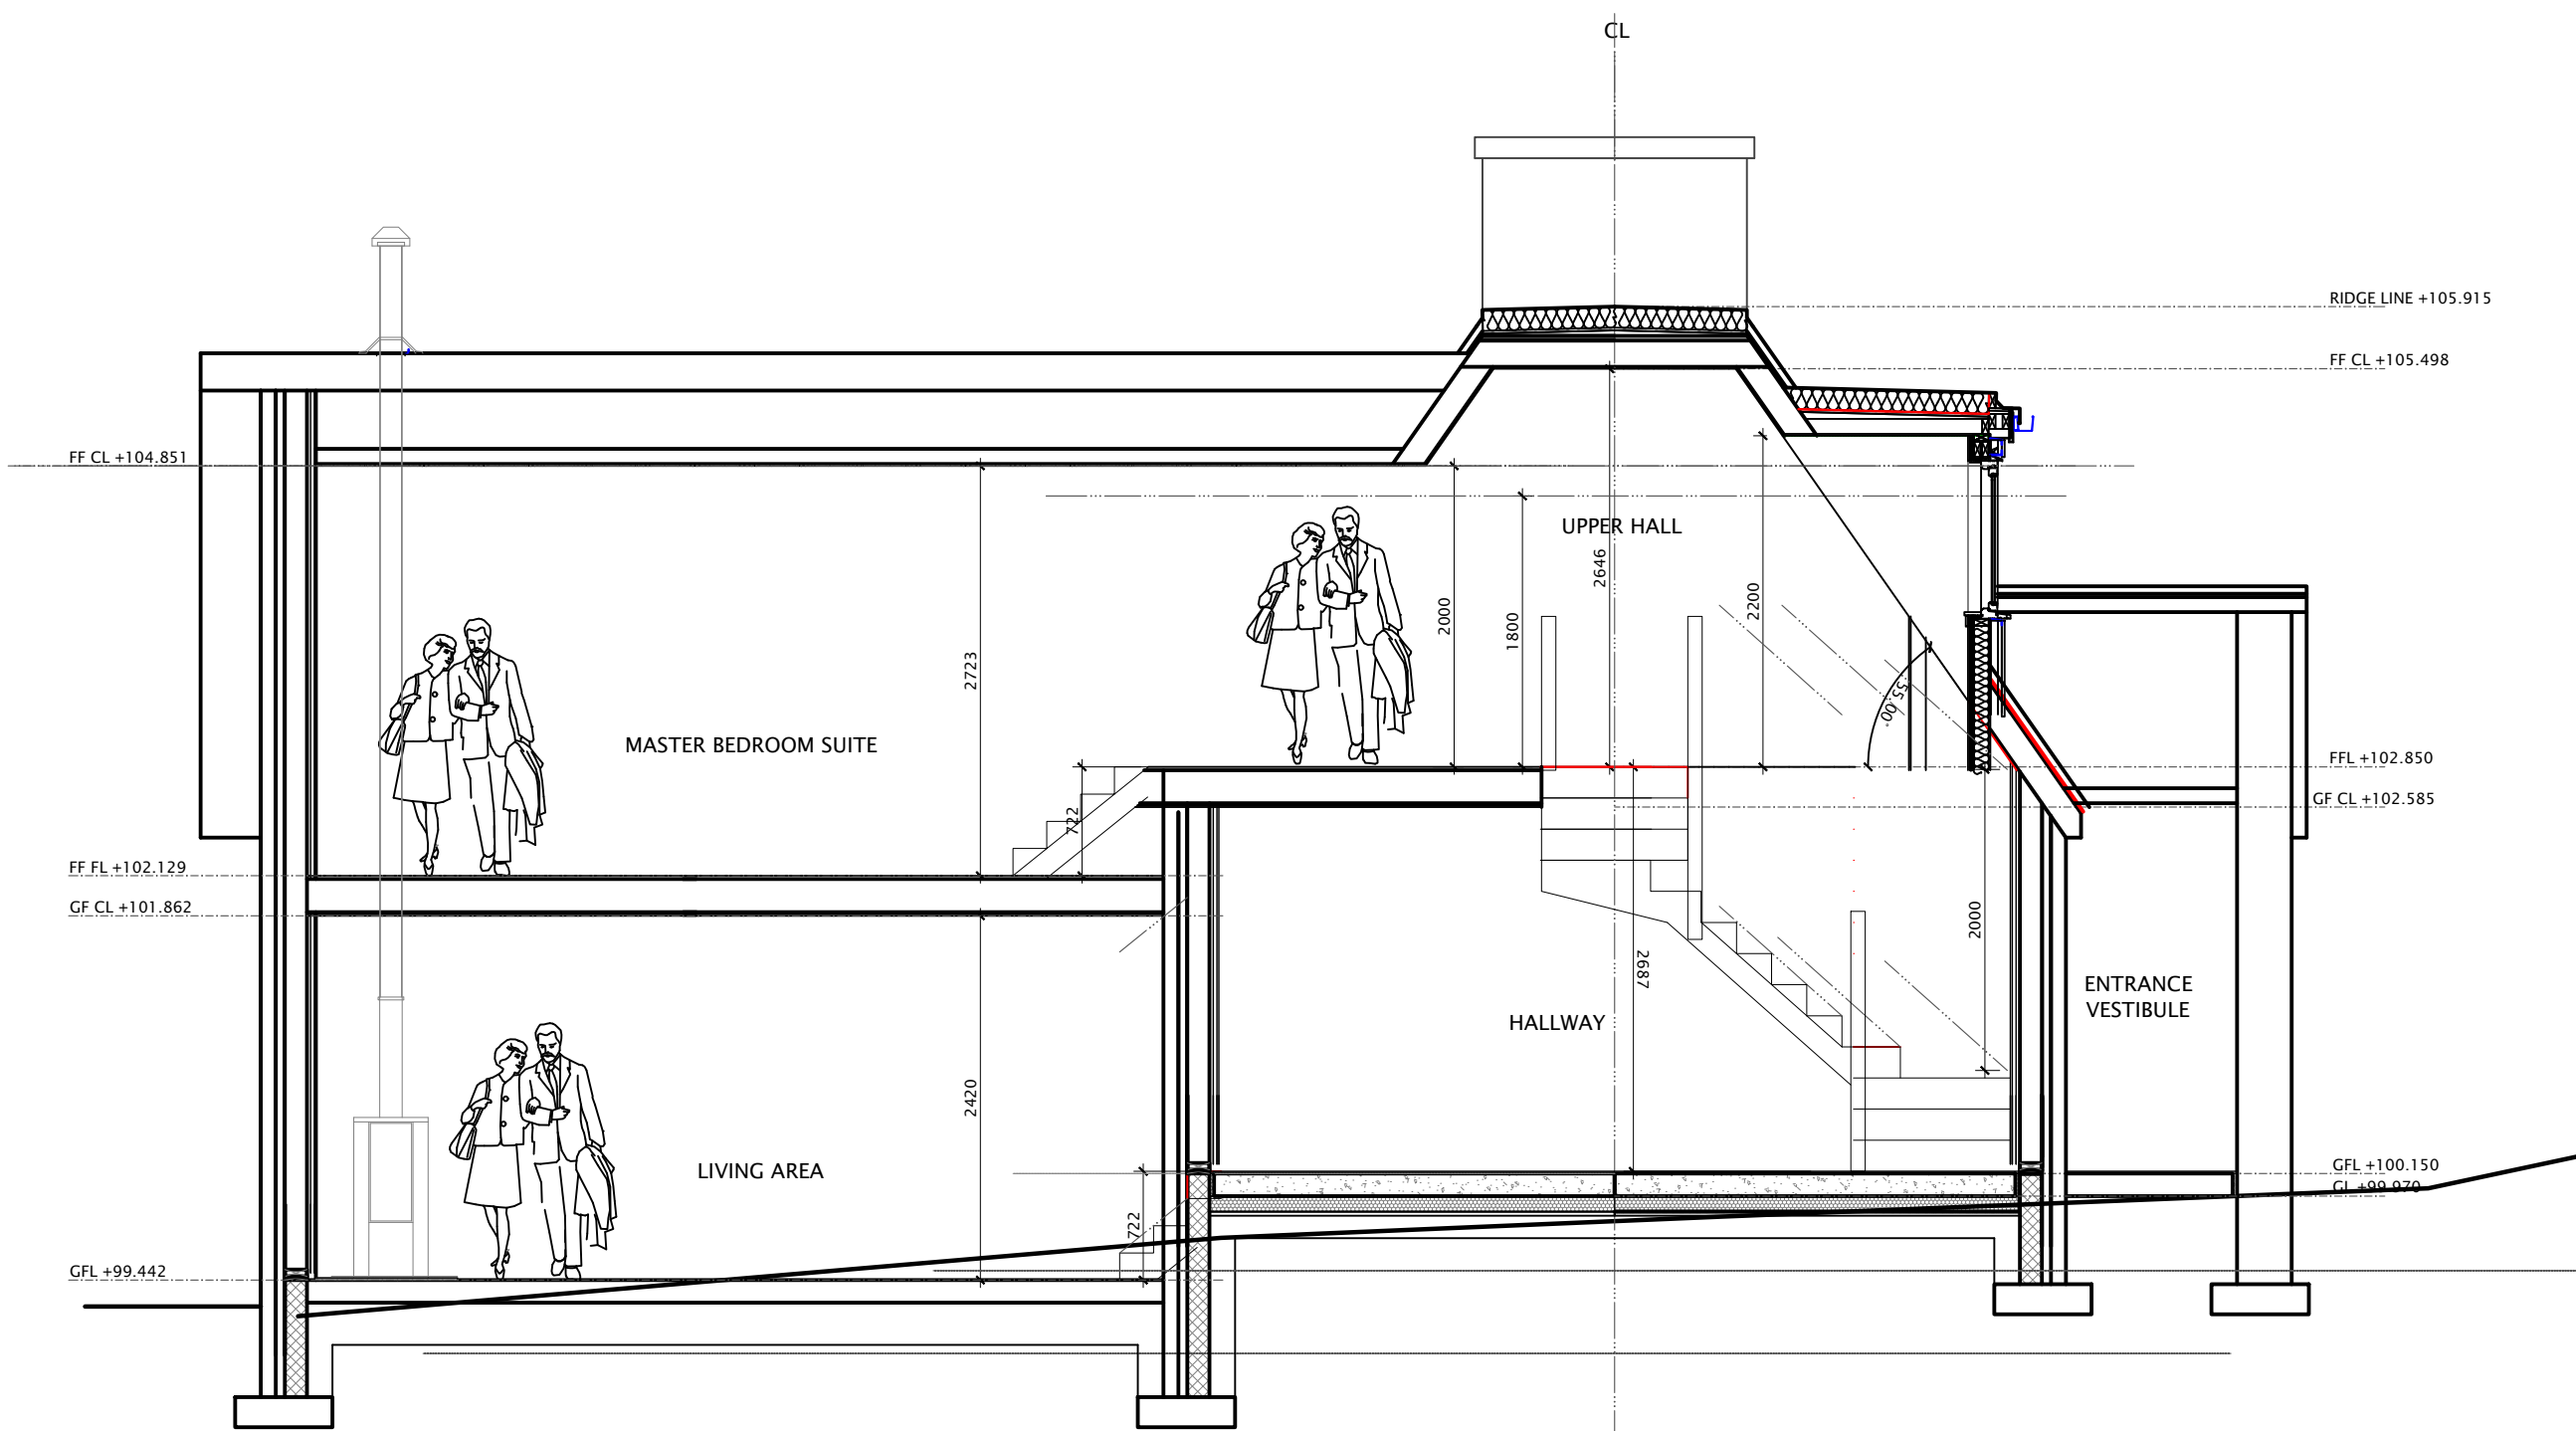 CL
RIDGE LINE +105.915
FF CL +105.498
FF CL +104.851
UPPER HALL
2646
2000
1800
2200
2723
MASTER BEDROOM SUITE
55.00°
722
FFL +102.850
GF CL +102.585
FF FL +102.129
GF CL +101.862
2000
2687
ENTRANCE
VESTIBULE
HALLWAY
2420
LIVING AREA
GFL +100.150
GL +99.970
722
GFL +99.442